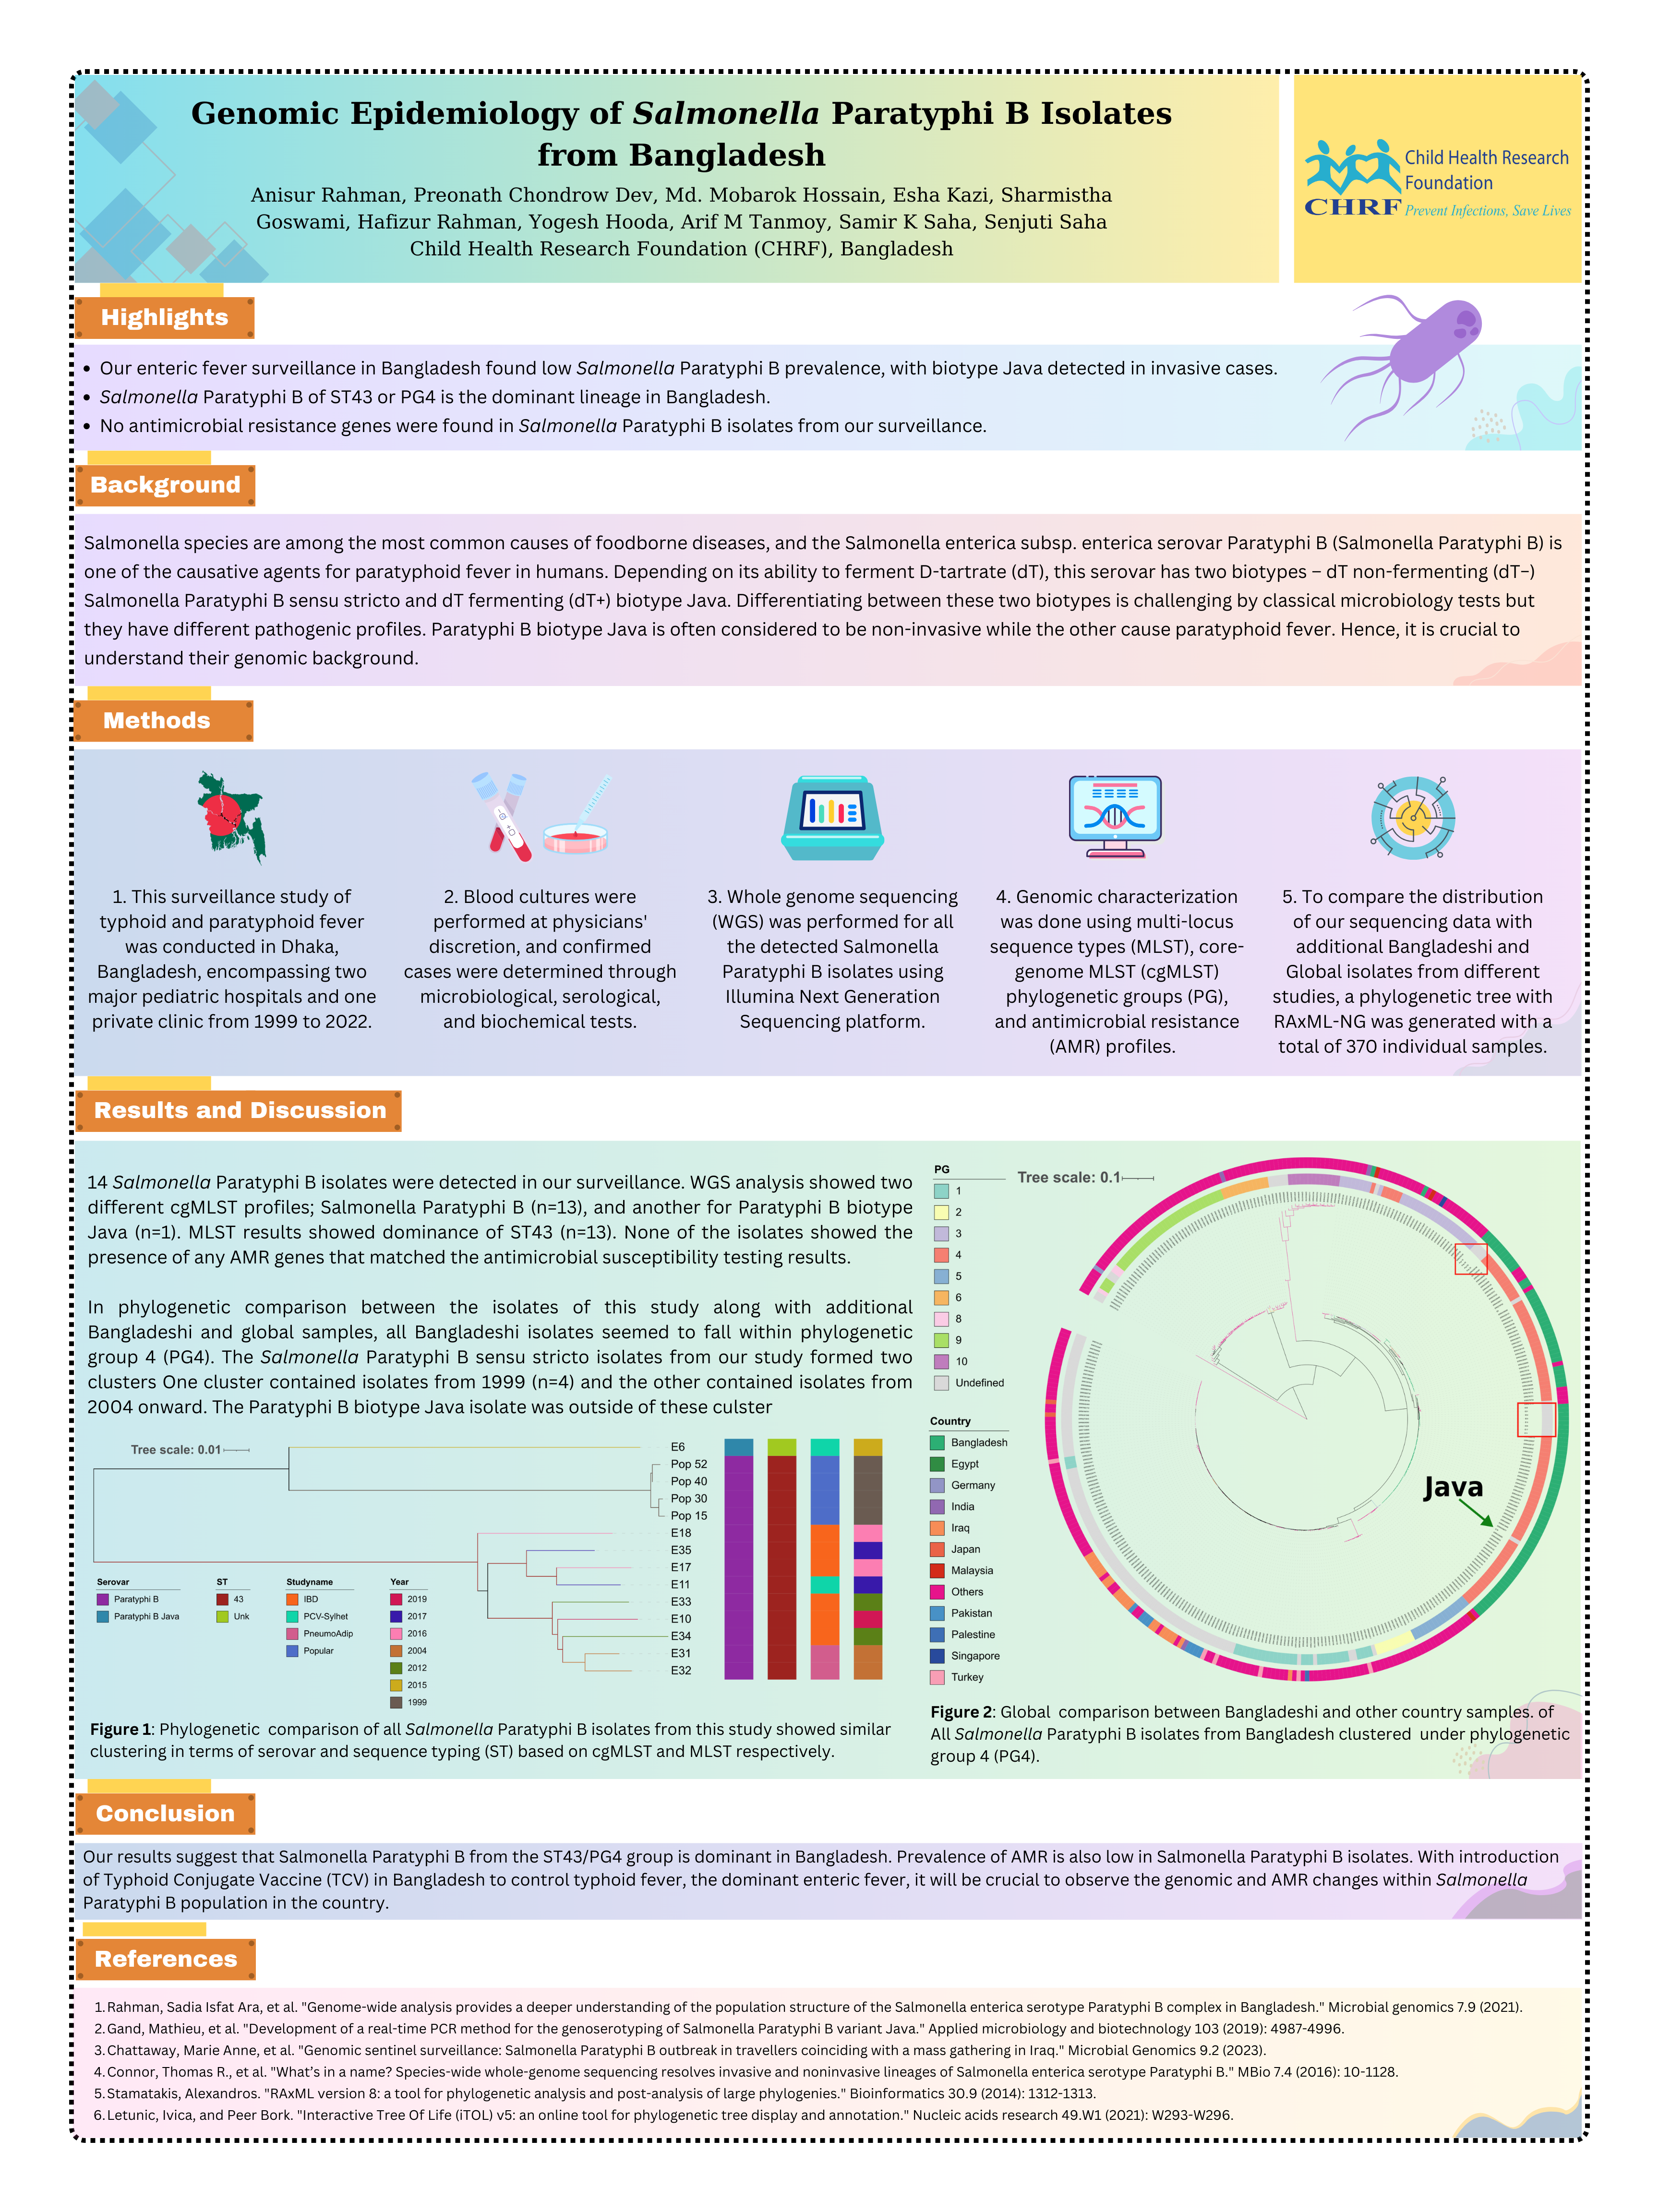 Genomic Epidemiology of Salmonella Paratyphi B Isolates
from Bangladesh
Anisur Rahman, Preonath Chondrow Dev, Md. Mobarok Hossain, Esha Kazi, Sharmistha
Goswami, Hafizur Rahman, Yogesh Hooda, Arif M Tanmoy, Samir K Saha, Senjuti Saha
Child Health Research Foundation (CHRF), Bangladesh
Child Health Research
Foundation
CHRF Prevent Infections, Save Lives
Highlights
• Our enteric fever surveillance in Bangladesh found low Salmonella Paratyphi B prevalence, with biotype Java detected in invasive cases.
• Salmonella Paratyphi B of ST43 or PG4 is the dominant lineage in Bangladesh.
• No antimicrobial resistance genes were found in Salmonella Paratyphi B isolates from our surveillance.
Background
Salmonella species are among the most common causes of foodborne diseases, and the Salmonella enterica subsp. enterica serovar Paratyphi B (Salmonella Paratyphi B) is
one of the causative agents for paratyphoid fever in humans. Depending on its ability to ferment D-tartrate (dT), this serovar has two biotypes – dT non-fermenting (dT−)
Salmonella Paratyphi B sensu stricto and dT fermenting (dT+) biotype Java. Differentiating between these two biotypes is challenging by classical microbiology tests but
they have different pathogenic profiles. Paratyphi B biotype Java is often considered to be non-invasive while the other cause paratyphoid fever. Hence, it is crucial to
understand their genomic background.
Methods
1. This surveillance study of
typhoid and paratyphoid fever
was conducted in Dhaka,
Bangladesh, encompassing two
major pediatric hospitals and one
private clinic from 1999 to 2022.
2. Blood cultures were
performed at physicians'
discretion, and confirmed
cases were determined through
microbiological, serological,
and biochemical tests.
3. Whole genome sequencing
(WGS) was performed for all
the detected Salmonella
Paratyphi B isolates using
Illumina Next Generation
Sequencing platform.
4. Genomic characterization
was done using multi-locus
sequence types (MLST), core-
genome MLST (cgMLST)
phylogenetic groups (PG),
and antimicrobial resistance
(AMR) profiles.
5. To compare the distribution
of our sequencing data with
additional Bangladeshi and
Global isolates from different
studies, a phylogenetic tree with
RAxML-NG was generated with a
total of 370 individual samples.
Results and Discussion
14 Salmonella Paratyphi B isolates were detected in our surveillance. WGS analysis showed two
different cgMLST profiles; Salmonella Paratyphi B (n=13), and another for Paratyphi B biotype
Java (n=1). MLST results showed dominance of ST43 (n=13). None of the isolates showed the
presence of any AMR genes that matched the antimicrobial susceptibility testing results.
In phylogenetic comparison between the isolates of this study along with additional
Bangladeshi and global samples, all Bangladeshi isolates seemed to fall within phylogenetic
group 4 (PG4). The Salmonella Paratyphi B sensu stricto isolates from our study formed two
clusters One cluster contained isolates from 1999 (n=4) and the other contained isolates from
2004 onward. The Paratyphi B biotype Java isolate was outside of these culster
Tree scale: 0.01
E6
Pop 52
Pop 40
Pop 30
Pop 15
E18
E35
E17
E11
E33
E10
E34
E31
E32
Serovar
Paratyphi B
Paratyphi B Java
ST
43
Unk
Studyname
IBD
PCV-Sylhet
PneumoAdip
Popular
Year
2019
2017
2016
2004
2012
2015
1999
Figure 1: Phylogenetic comparison of all Salmonella Paratyphi B isolates from this study showed similar
clustering in terms of serovar and sequence typing (ST) based on cgMLST and MLST respectively.
PG
1
2
3
4
5
6
8
9
10
Undefined
Tree scale: 0.1
Country
Bangladesh
Egypt
Germany
India
Iraq
Japan
Malaysia
Others
Pakistan
Palestine
Singapore
Turkey
Java
Figure 2: Global comparison between Bangladeshi and other country samples. of
All Salmonella Paratyphi B isolates from Bangladesh clustered under phylogenetic
group 4 (PG4).
Conclusion
Our results suggest that Salmonella Paratyphi B from the ST43/PG4 group is dominant in Bangladesh. Prevalence of AMR is also low in Salmonella Paratyphi B isolates. With introduction
of Typhoid Conjugate Vaccine (TCV) in Bangladesh to control typhoid fever, the dominant enteric fever, it will be crucial to observe the genomic and AMR changes within Salmonella
Paratyphi B population in the country.
References
1. Rahman, Sadia Isfat Ara, et al. "Genome-wide analysis provides a deeper understanding of the population structure of the Salmonella enterica serotype Paratyphi B complex in Bangladesh." Microbial genomics 7.9 (2021).
2. Gand, Mathieu, et al. "Development of a real-time PCR method for the genoserotyping of Salmonella Paratyphi B variant Java." Applied microbiology and biotechnology 103 (2019): 4987-4996.
3. Chattaway, Marie Anne, et al. "Genomic sentinel surveillance: Salmonella Paratyphi B outbreak in travellers coinciding with a mass gathering in Iraq." Microbial Genomics 9.2 (2023).
4. Connor, Thomas R., et al. "What's in a name? Species-wide whole-genome sequencing resolves invasive and noninvasive lineages of Salmonella enterica serotype Paratyphi B." MBio 7.4 (2016): 10-1128.
5. Stamatakis, Alexandros. "RAxML version 8: a tool for phylogenetic analysis and post-analysis of large phylogenies." Bioinformatics 30.9 (2014): 1312-1313.
6. Letunic, Ivica, and Peer Bork. "Interactive Tree Of Life (iTOL) v5: an online tool for phylogenetic tree display and annotation." Nucleic acids research 49.W1 (2021): W293-W296.